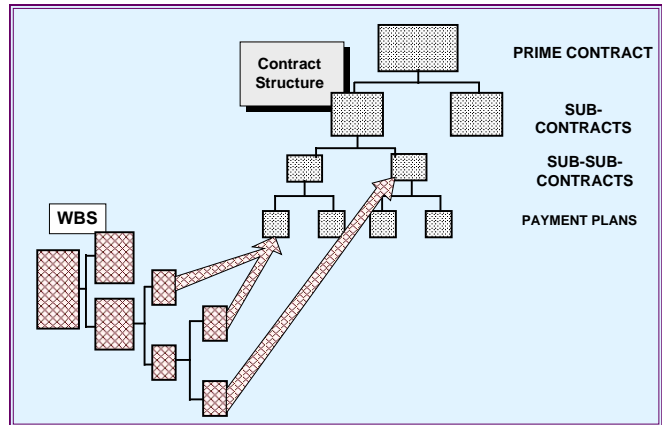 PRIME CONTRACT
Contract
Structure
SUB-
CONTRACTS
SUB-SUB-
CONTRACTS
WBS
PAYMENT PLANS